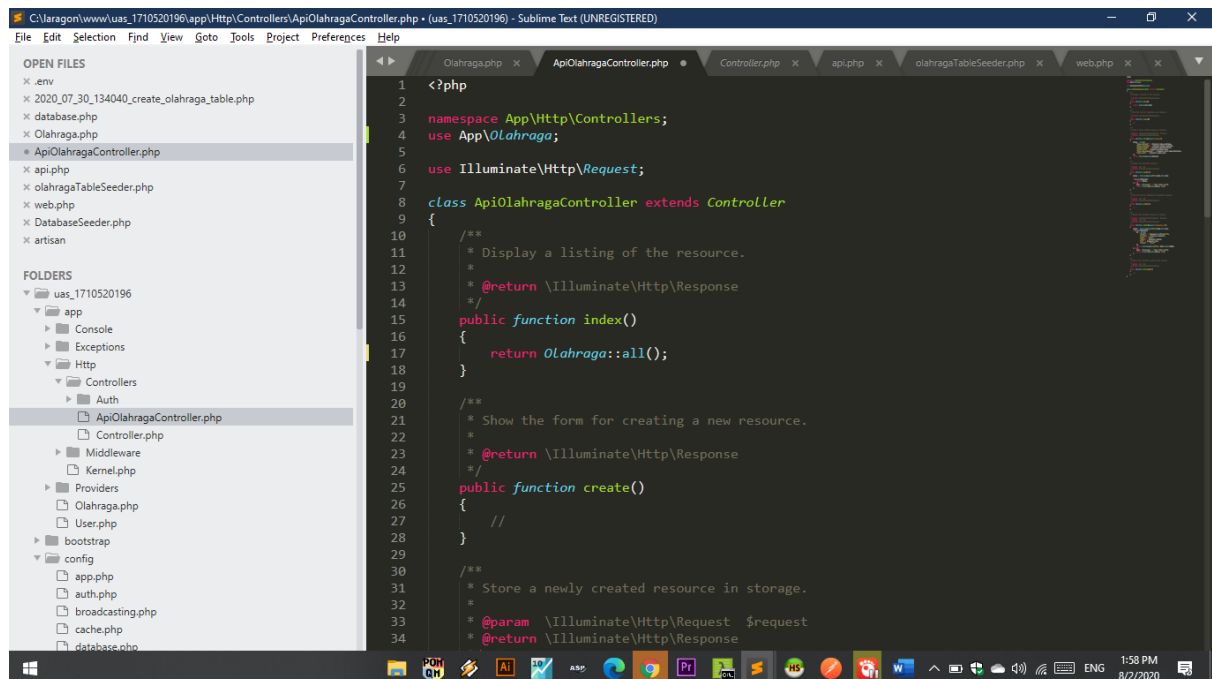 C:\laragon\www\uas_1710520196\app\Http\Controllers\ApiOlahragaController.php • (uas_1710520196) - Sublime Text (UNREGISTERED)
File Edit Selection Find View Goto Tools Project Preferences Help
OPEN FILES
.env
2020_07_30_134040_create_olahraga_table.php
database.php
Olahraga.php
ApiOlahragaController.php
api.php
olahragaTableSeeder.php
web.php
DatabaseSeeder.php
artisan
FOLDERS
uas_1710520196
app
Console
Exceptions
Http
Controllers
Auth
ApiOlahragaController.php
Controller.php
Middleware
Kernel.php
Providers
Olahraga.php
User.php
bootstrap
config
app.php
auth.php
broadcasting.php
cache.php
database.php
Olahraga.php ApiOlahragaController.php Controller.php api.php olahragaTableSeeder.php web.php
1 <?php
2
3 namespace App\Http\Controllers;
4 use App\Olahraga;
5
6 use Illuminate\Http\Request;
7
8 class ApiOlahragaController extends Controller
9 {
10 /**
11 * Display a listing of the resource.
12 *
13 * @return \Illuminate\Http\Response
14 */
15 public function index()
16 {
17 return Olahraga::all();
18 }
19
20 /**
21 * Show the form for creating a new resource.
22 *
23 * @return \Illuminate\Http\Response
24 */
25 public function create()
26 {
27 //
28 }
29
30 /**
31 * Store a newly created resource in storage.
32 *
33 * @param \Illuminate\Http\Request $request
34 * @return \Illuminate\Http\Response
POM
QM
Ai
10
ASP
Pr
HS
W
ENG
1:58 PM
8/2/2020